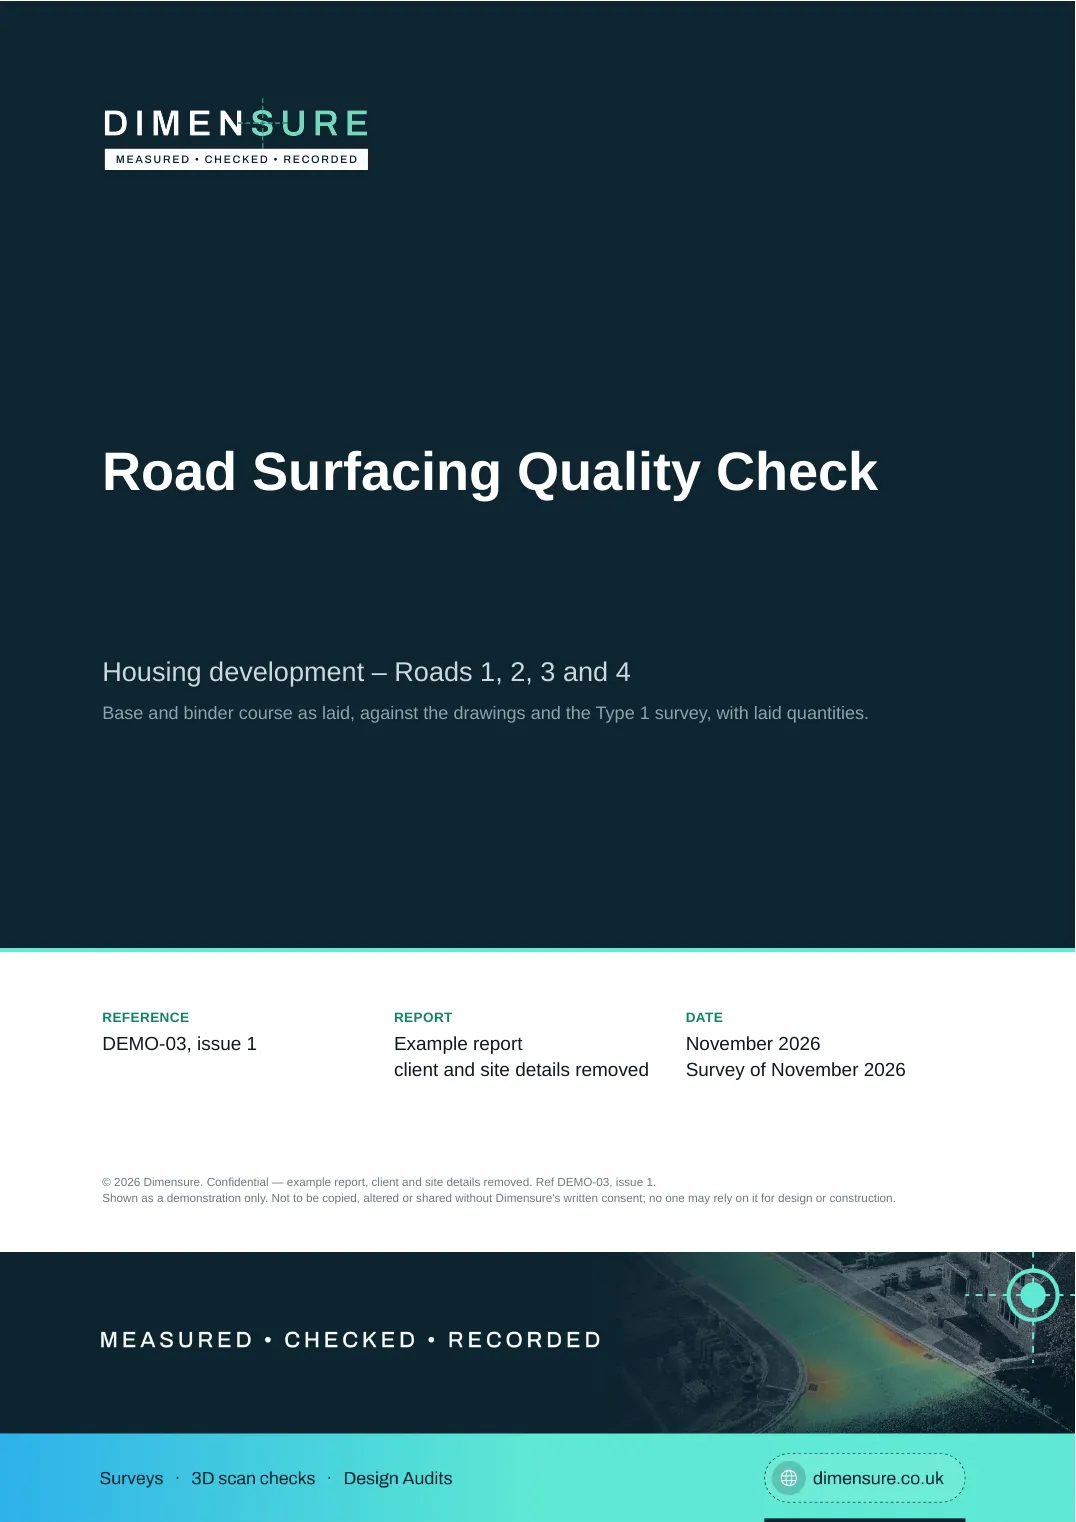 DIMENSURE
MEASURED • CHECKED • RECORDED
Road Surfacing Quality Check
Housing development – Roads 1, 2, 3 and 4
Base and binder course as laid, against the drawings and the Type 1 survey, with laid quantities.
REFERENCE
DEMO-03, issue 1
REPORT
Example report
client and site details removed
DATE
November 2026
Survey of November 2026
© 2026 Dimensure. Confidential — example report, client and site details removed. Ref DEMO-03, issue 1.
Shown as a demonstration only. Not to be copied, altered or shared without Dimensure's written consent; no one may rely on it for design or construction.
MEASURED • CHECKED • RECORDED
Surveys · 3D scan checks · Design Audits
dimensure.co.uk